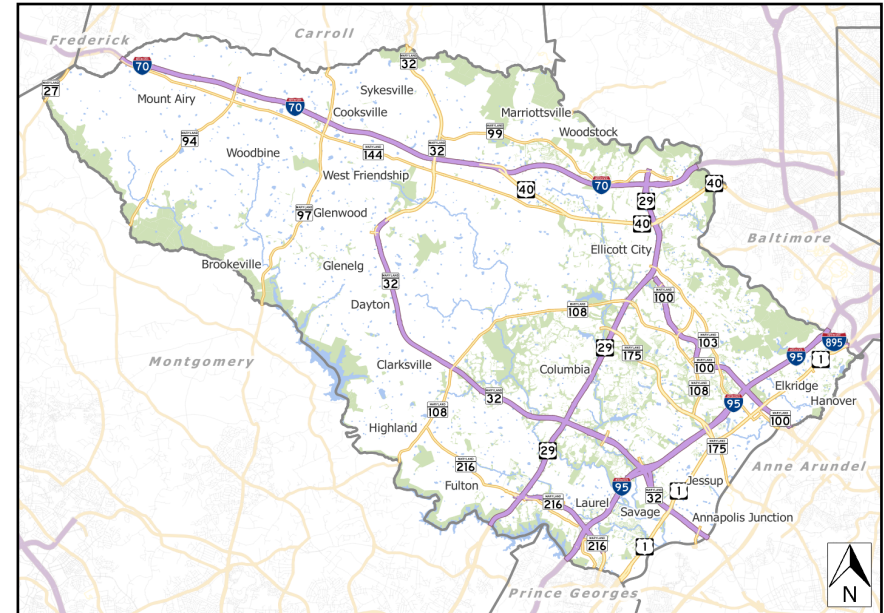 Carroll
Frederick
32
70
27
Sykesville
Mount Airy
70
Cooksville
Marriottsville
99
Woodstock
94
32
Woodbine
144
West Friendship
40
70
40
29
97
Glenwood
40
Baltimore
Ellicott City
Brookeville
Glenelg
32
100
Dayton
108
103
895
Montgomery
29
175
95
1
Clarksville
Columbia
100
Elkridge
32
108
95
Hanover
108
100
Highland
29
175
216
Anne Arundel
Fulton
95
Jessup
1
32
216
Laurel
Savage
Annapolis Junction
216
1
Prince Georges
N